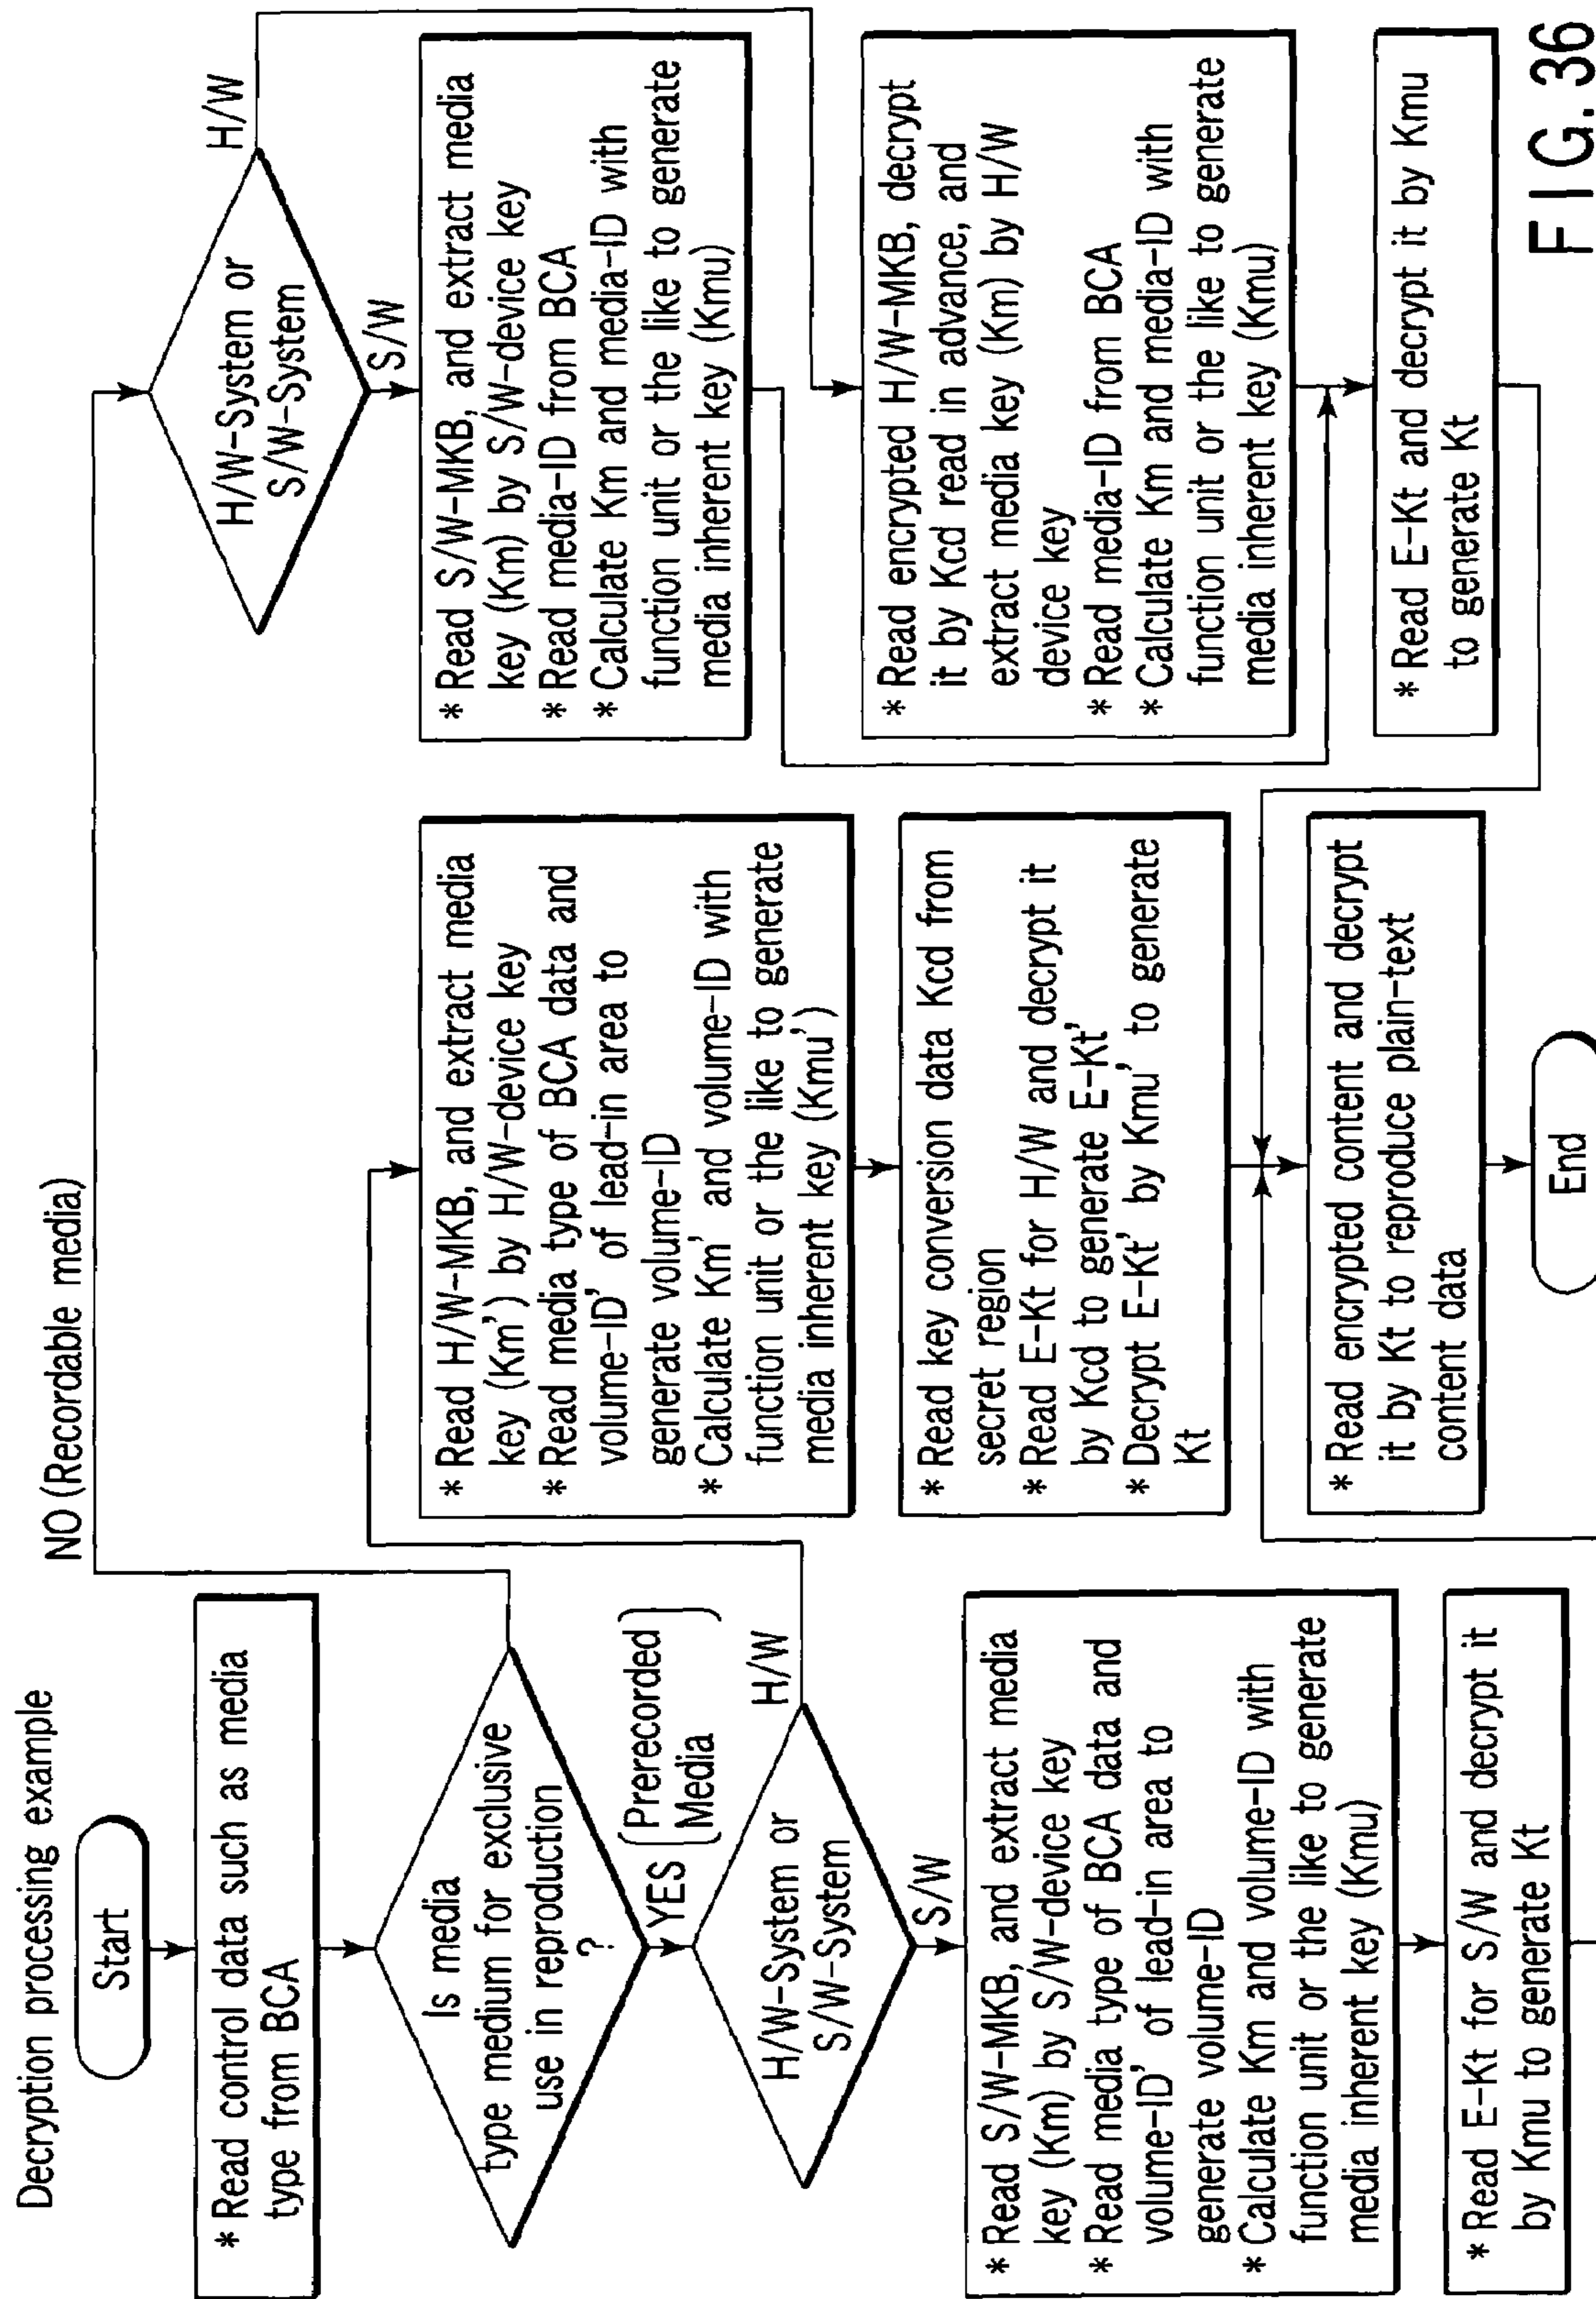 Decryption processing example
Start
* Read control data such as media
type from BCA
Is media
type medium for exclusive
use in reproduction
?
NO (Recordable media)
YES
(Prerecorded
Media)
H/W-System or
S/W-System
H/W
S/W
* Read S/W-MKB, and extract media
key (Km) by S/W-device key
* Read media type of BCA data and
volume-ID' of lead-in area to
generate volume-ID
* Calculate Km and volume-ID with
function unit or the like to generate
media inherent key (Kmu)
* Read E-Kt for S/W and decrypt it
by Kmu to generate Kt
* Read H/W-MKB, and extract media
key (Km') by H/W-device key
* Read media type of BCA data and
volume-ID' of lead-in area to
generate volume-ID
* Calculate Km' and volume-ID with
function unit or the like to generate
media inherent key (Kmu')
* Read key conversion data Kcd from
secret region
* Read E-Kt for H/W and decrypt it
by Kcd to generate E-Kt'
* Decrypt E-Kt' by Kmu' to generate
Kt
* Read encrypted content and decrypt
it by Kt to reproduce plain-text
content data
End
H/W-System or
S/W-System
H/W
S/W
* Read S/W-MKB, and extract media
key (Km) by S/W-device key
* Read media-ID from BCA
* Calculate Km and media-ID with
function unit or the like to generate
media inherent key (Kmu)
* Read encrypted H/W-MKB, decrypt
it by Kcd read in advance, and
extract media key (Km) by H/W
device key
* Read media-ID from BCA
* Calculate Km and media-ID with
function unit or the like to generate
media inherent key (Kmu)
* Read E-Kt and decrypt it by Kmu
to generate Kt
FIG. 36